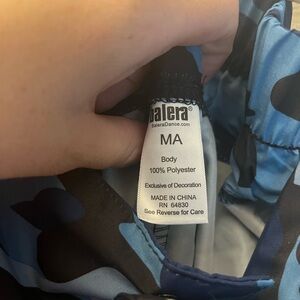 balera®
BaleraDance.com
MA
Body
100% Polyester
Exclusive of Decoration
MADE IN CHINA
RN 64830
See Reverse for Care